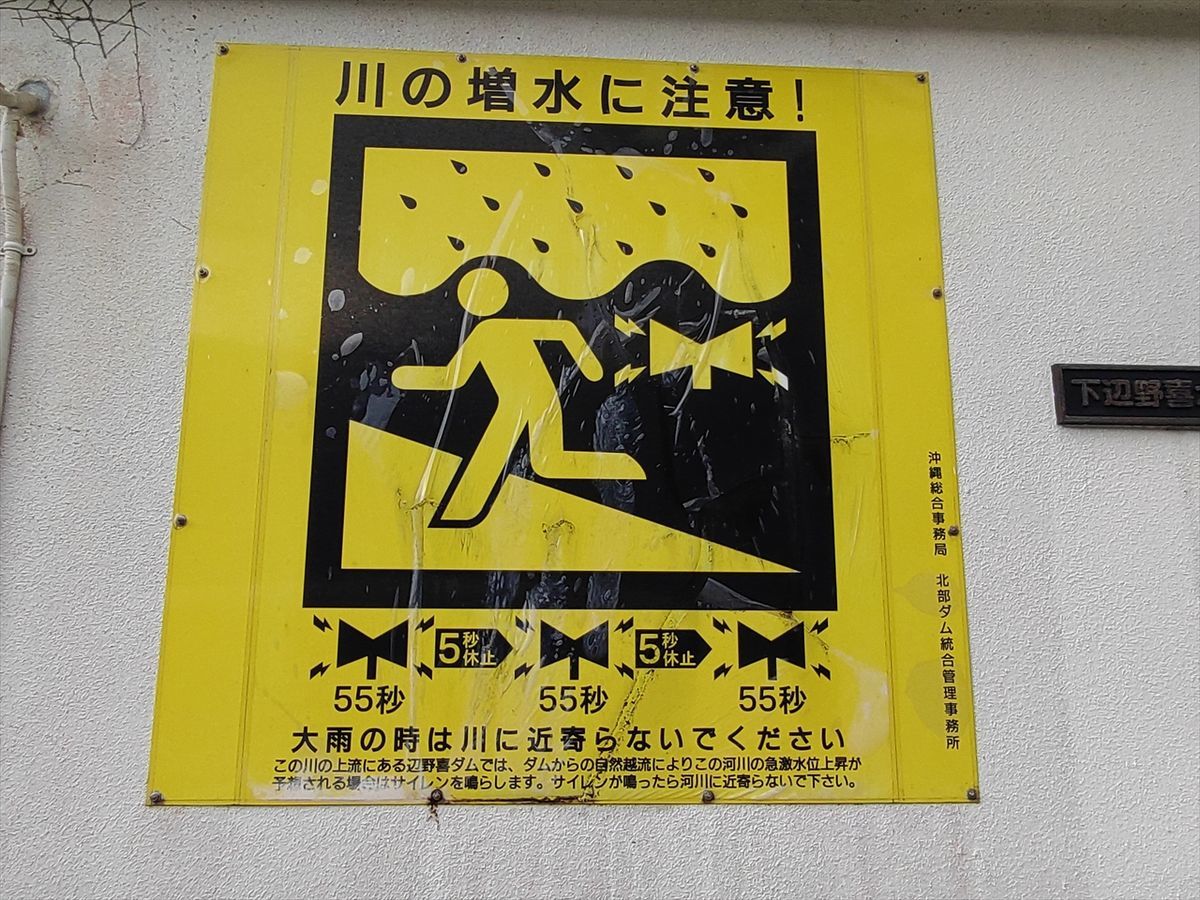 川の増水に注意!
5秒休止
5秒休止
55秒
55秒
55秒
大雨の時は川に近寄らないでください
この川の上流にある辺野喜ダムでは、ダムからの自然越流によりこの河川の急激水位上昇が
予想される場合はサイレンを鳴らします。サイレンが鳴ったら河川に近寄らないで下さい。
沖縄総合事務局 北部ダム統合管理事務所
下辺野喜